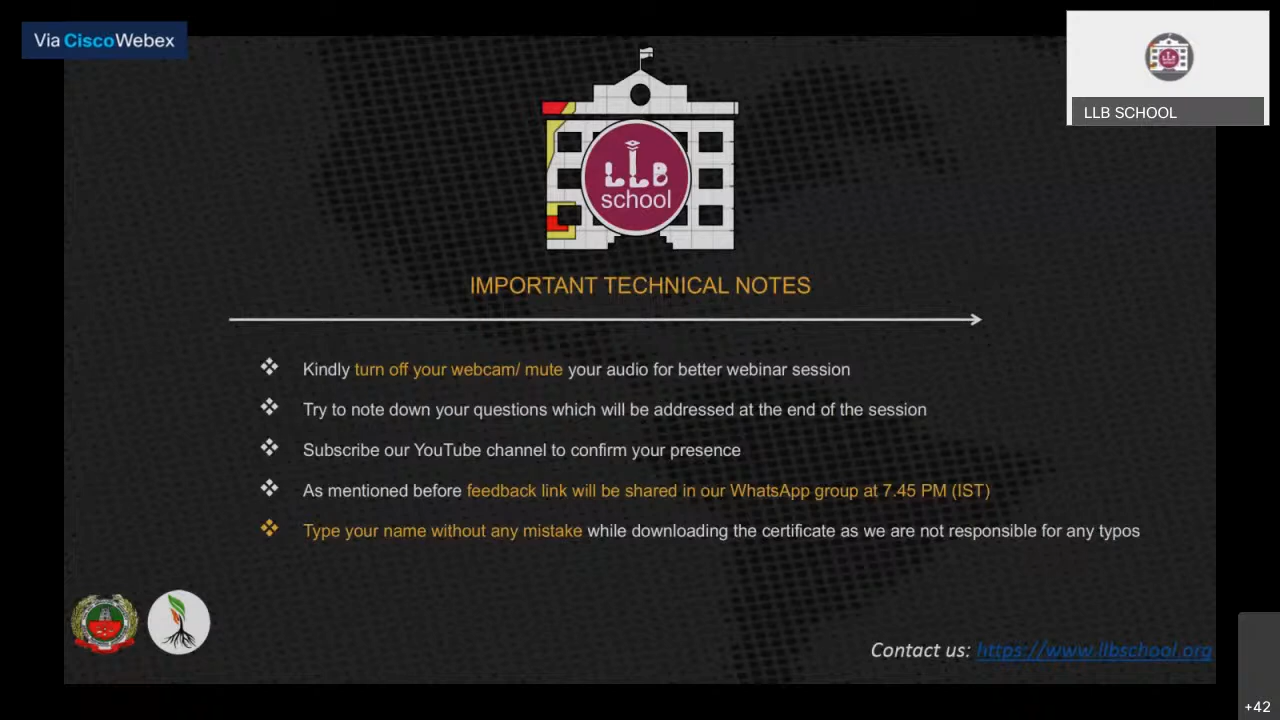 Via CiscoWebex
LLB SCHOOL
LLB
school
IMPORTANT TECHNICAL NOTES
Kindly turn off your webcam/ mute your audio for better webinar session
Try to note down your questions which will be addressed at the end of the session
Subscribe our YouTube channel to confirm your presence
As mentioned before feedback link will be shared in our WhatsApp group at 7.45 PM (IST)
Type your name without any mistake while downloading the certificate as we are not responsible for any typos
Contact us: https://www.llbschool.org
+42